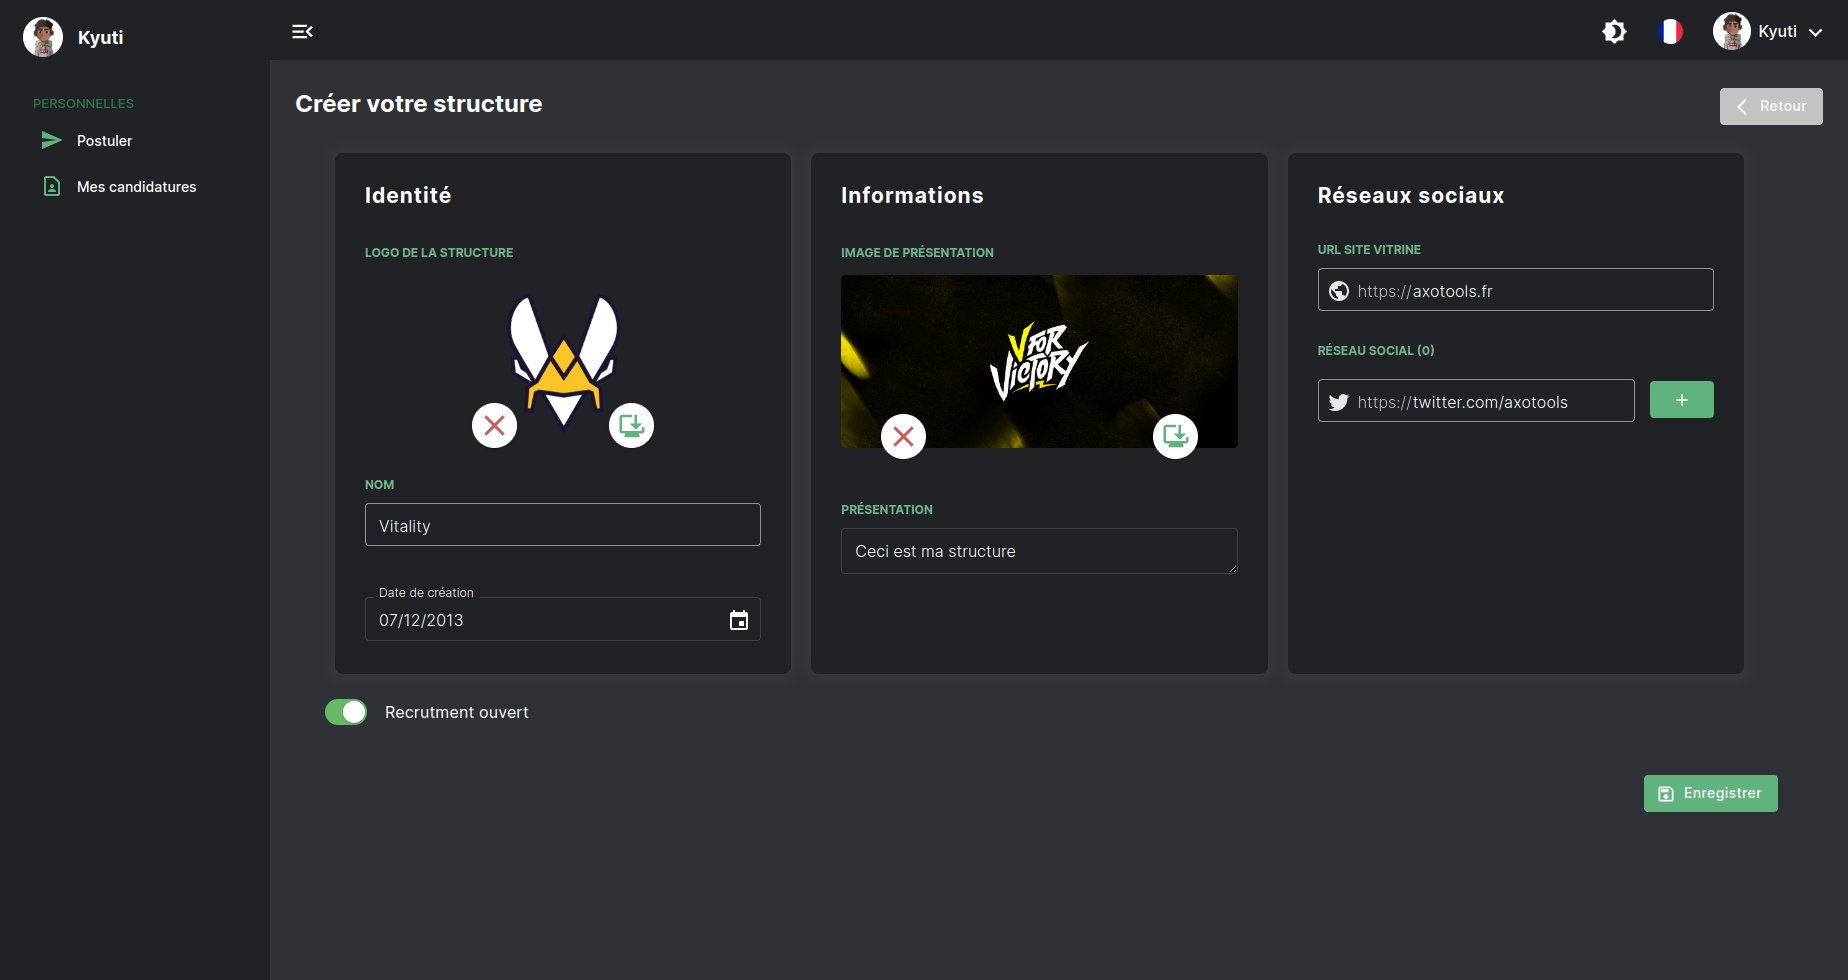 Kyuti
Kyuti
PERSONNELLES
Postuler
Mes candidatures
Créer votre structure
Retour
Identité
LOGO DE LA STRUCTURE
NOM
Vitality
Date de création
07/12/2013
Informations
IMAGE DE PRÉSENTATION
V FOR
VICTORY
PRÉSENTATION
Ceci est ma structure
Réseaux sociaux
URL SITE VITRINE
https://axotools.fr
RÉSEAU SOCIAL (0)
https://twitter.com/axotools
+
Recrutment ouvert
Enregistrer